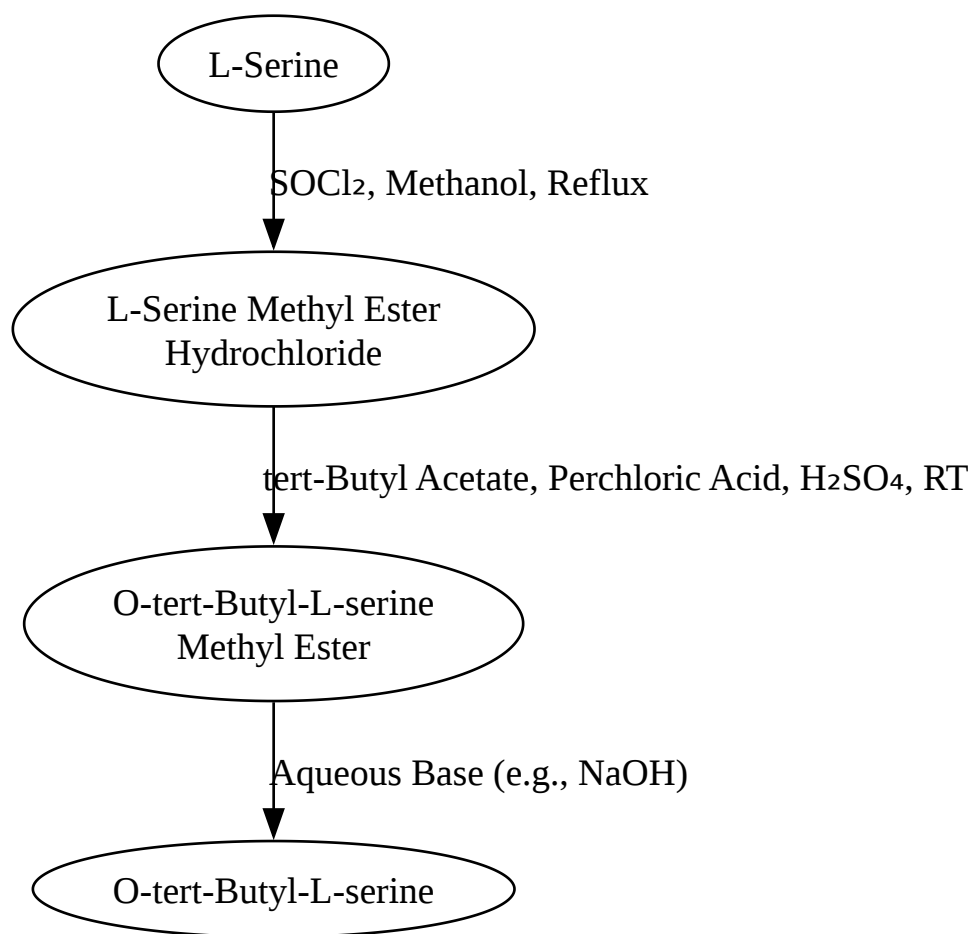 L-Serine
SOCl₂, Methanol, Reflux
L-Serine Methyl Ester
Hydrochloride
tert-Butyl Acetate, Perchloric Acid, H₂SO₄, RT
O-tert-Butyl-L-serine
Methyl Ester
Aqueous Base (e.g., NaOH)
O-tert-Butyl-L-serine